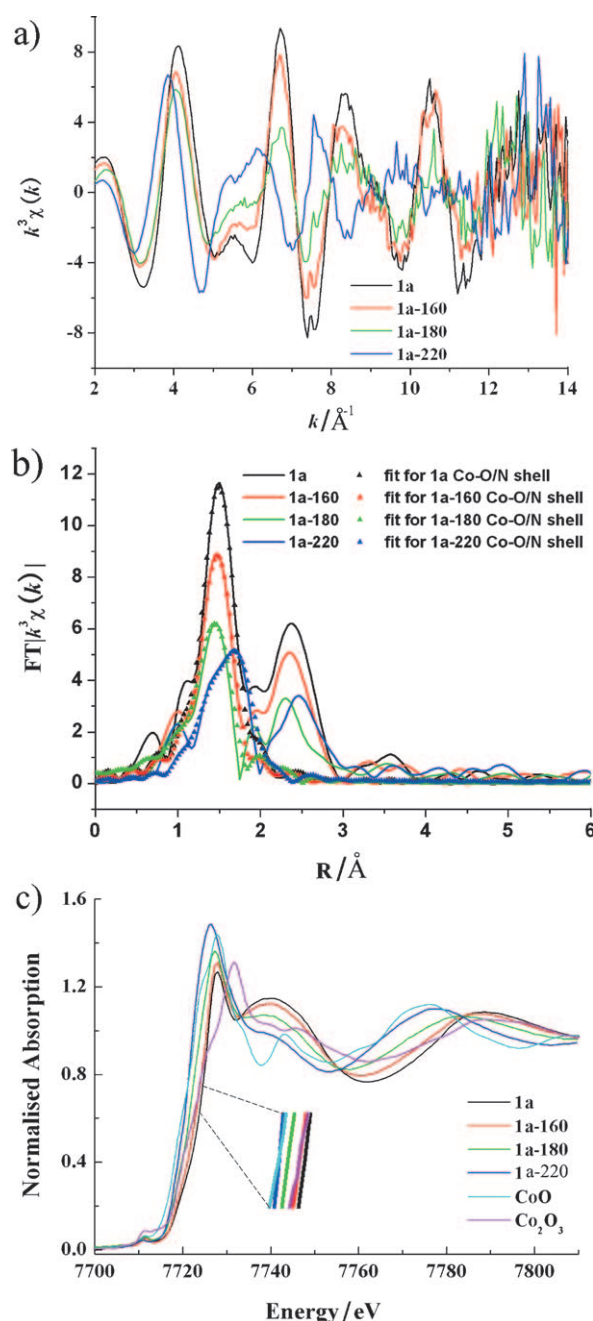 a)
8
4
0
-4
-8
k³χ(k)
1a
1a-160
1a-180
1a-220
2 4 6 8 10 12 14
k/Å⁻¹
b)
12
10
8
6
4
2
0
FT|k³χ(k)|
1a fit for 1a Co-O/N shell
1a-160 fit for 1a-160 Co-O/N shell
1a-180 fit for 1a-180 Co-O/N shell
1a-220 fit for 1a-220 Co-O/N shell
0 1 2 3 4 5 6
R/Å
c)
1.6
1.2
0.8
0.4
0.0
Normalised Absorption
1a
1a-160
1a-180
1a-220
CoO
Co₂O₃
7700 7720 7740 7760 7780 7800
Energy / eV